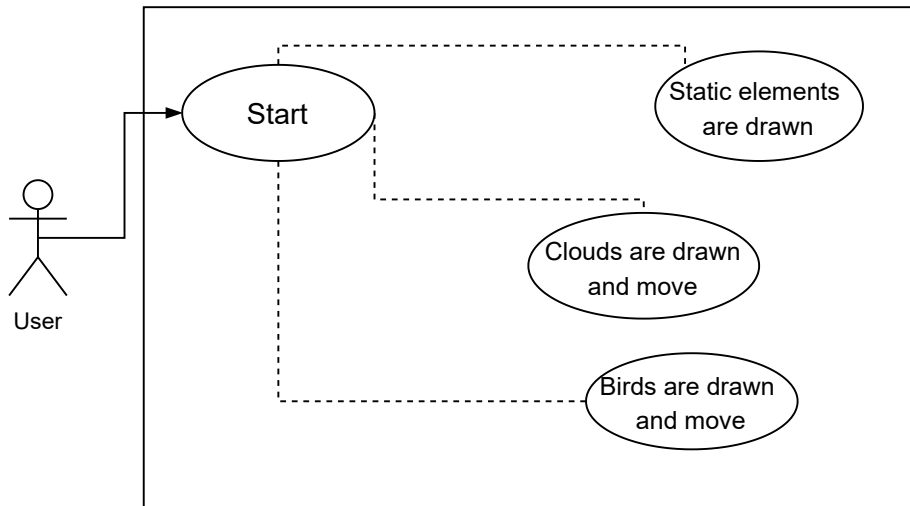 Start
Static elements
are drawn
Clouds are drawn
and move
User
Birds are drawn
and move